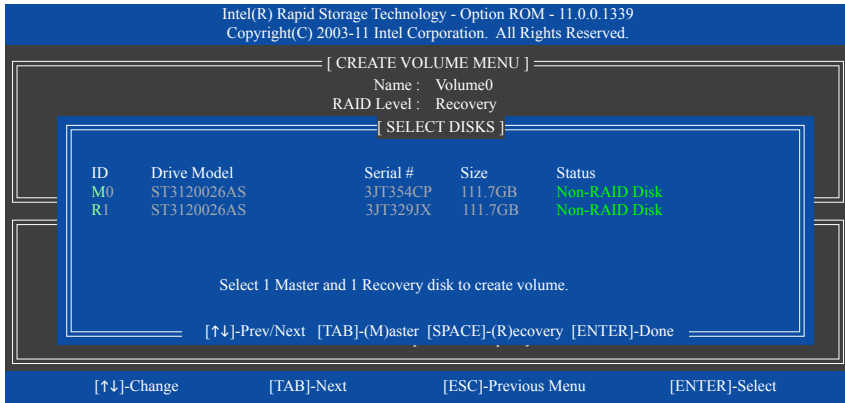 Intel(R) Rapid Storage Technology - Option ROM - 11.0.0.1339
Copyright(C) 2003-11 Intel Corporation. All Rights Reserved.
[ CREATE VOLUME MENU ]
Name : Volume0
RAID Level : Recovery
[ SELECT DISKS ]
ID Drive Model Serial # Size Status
M0 ST3120026AS 3JT354CP 111.7GB Non-RAID Disk
R1 ST3120026AS 3JT329JX 111.7GB Non-RAID Disk
Select 1 Master and 1 Recovery disk to create volume.
[↑↓]-Prev/Next [TAB]-(M)aster [SPACE]-(R)ecovery [ENTER]-Done
[↑↓]-Change [TAB]-Next [ESC]-Previous Menu [ENTER]-Select